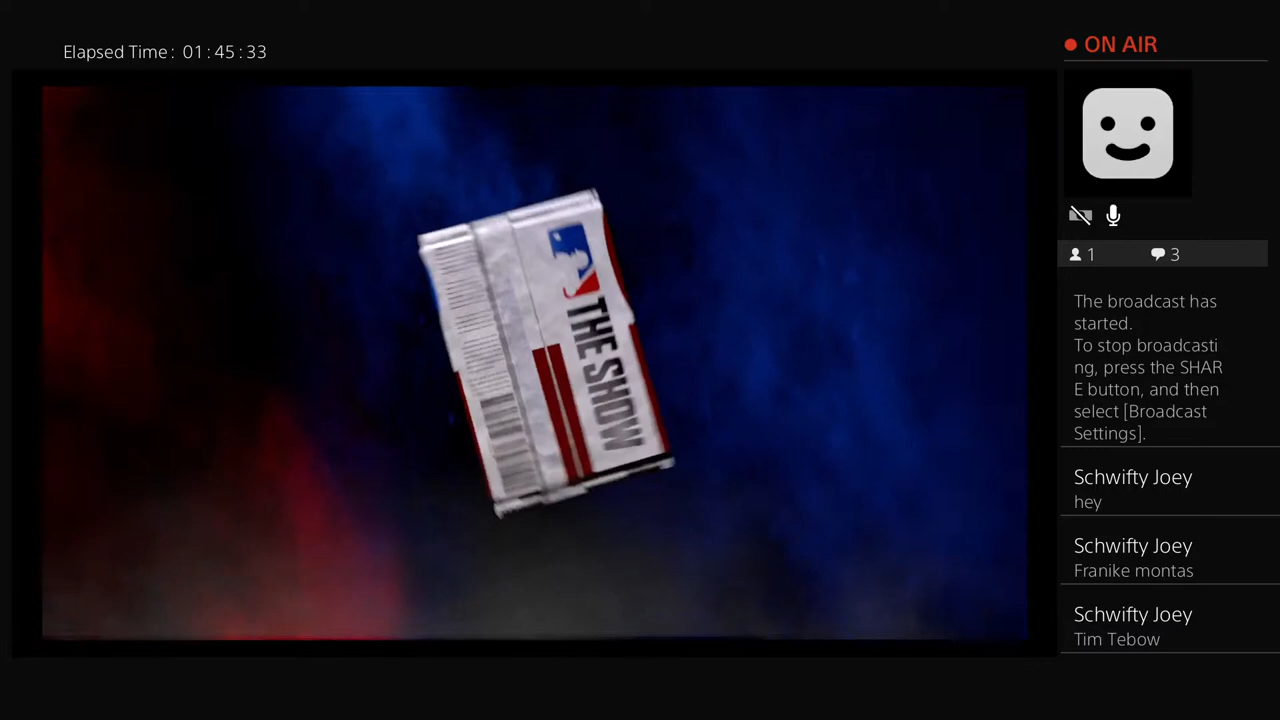 Elapsed Time: 01:45:33
ON AIR
THE SHOW
1 3
The broadcast has
started.
To stop broadcasti
ng, press the SHAR
E button, and then
select [Broadcast
Settings].
Schwifty Joey
hey
Schwifty Joey
Franike montas
Schwifty Joey
Tim Tebow